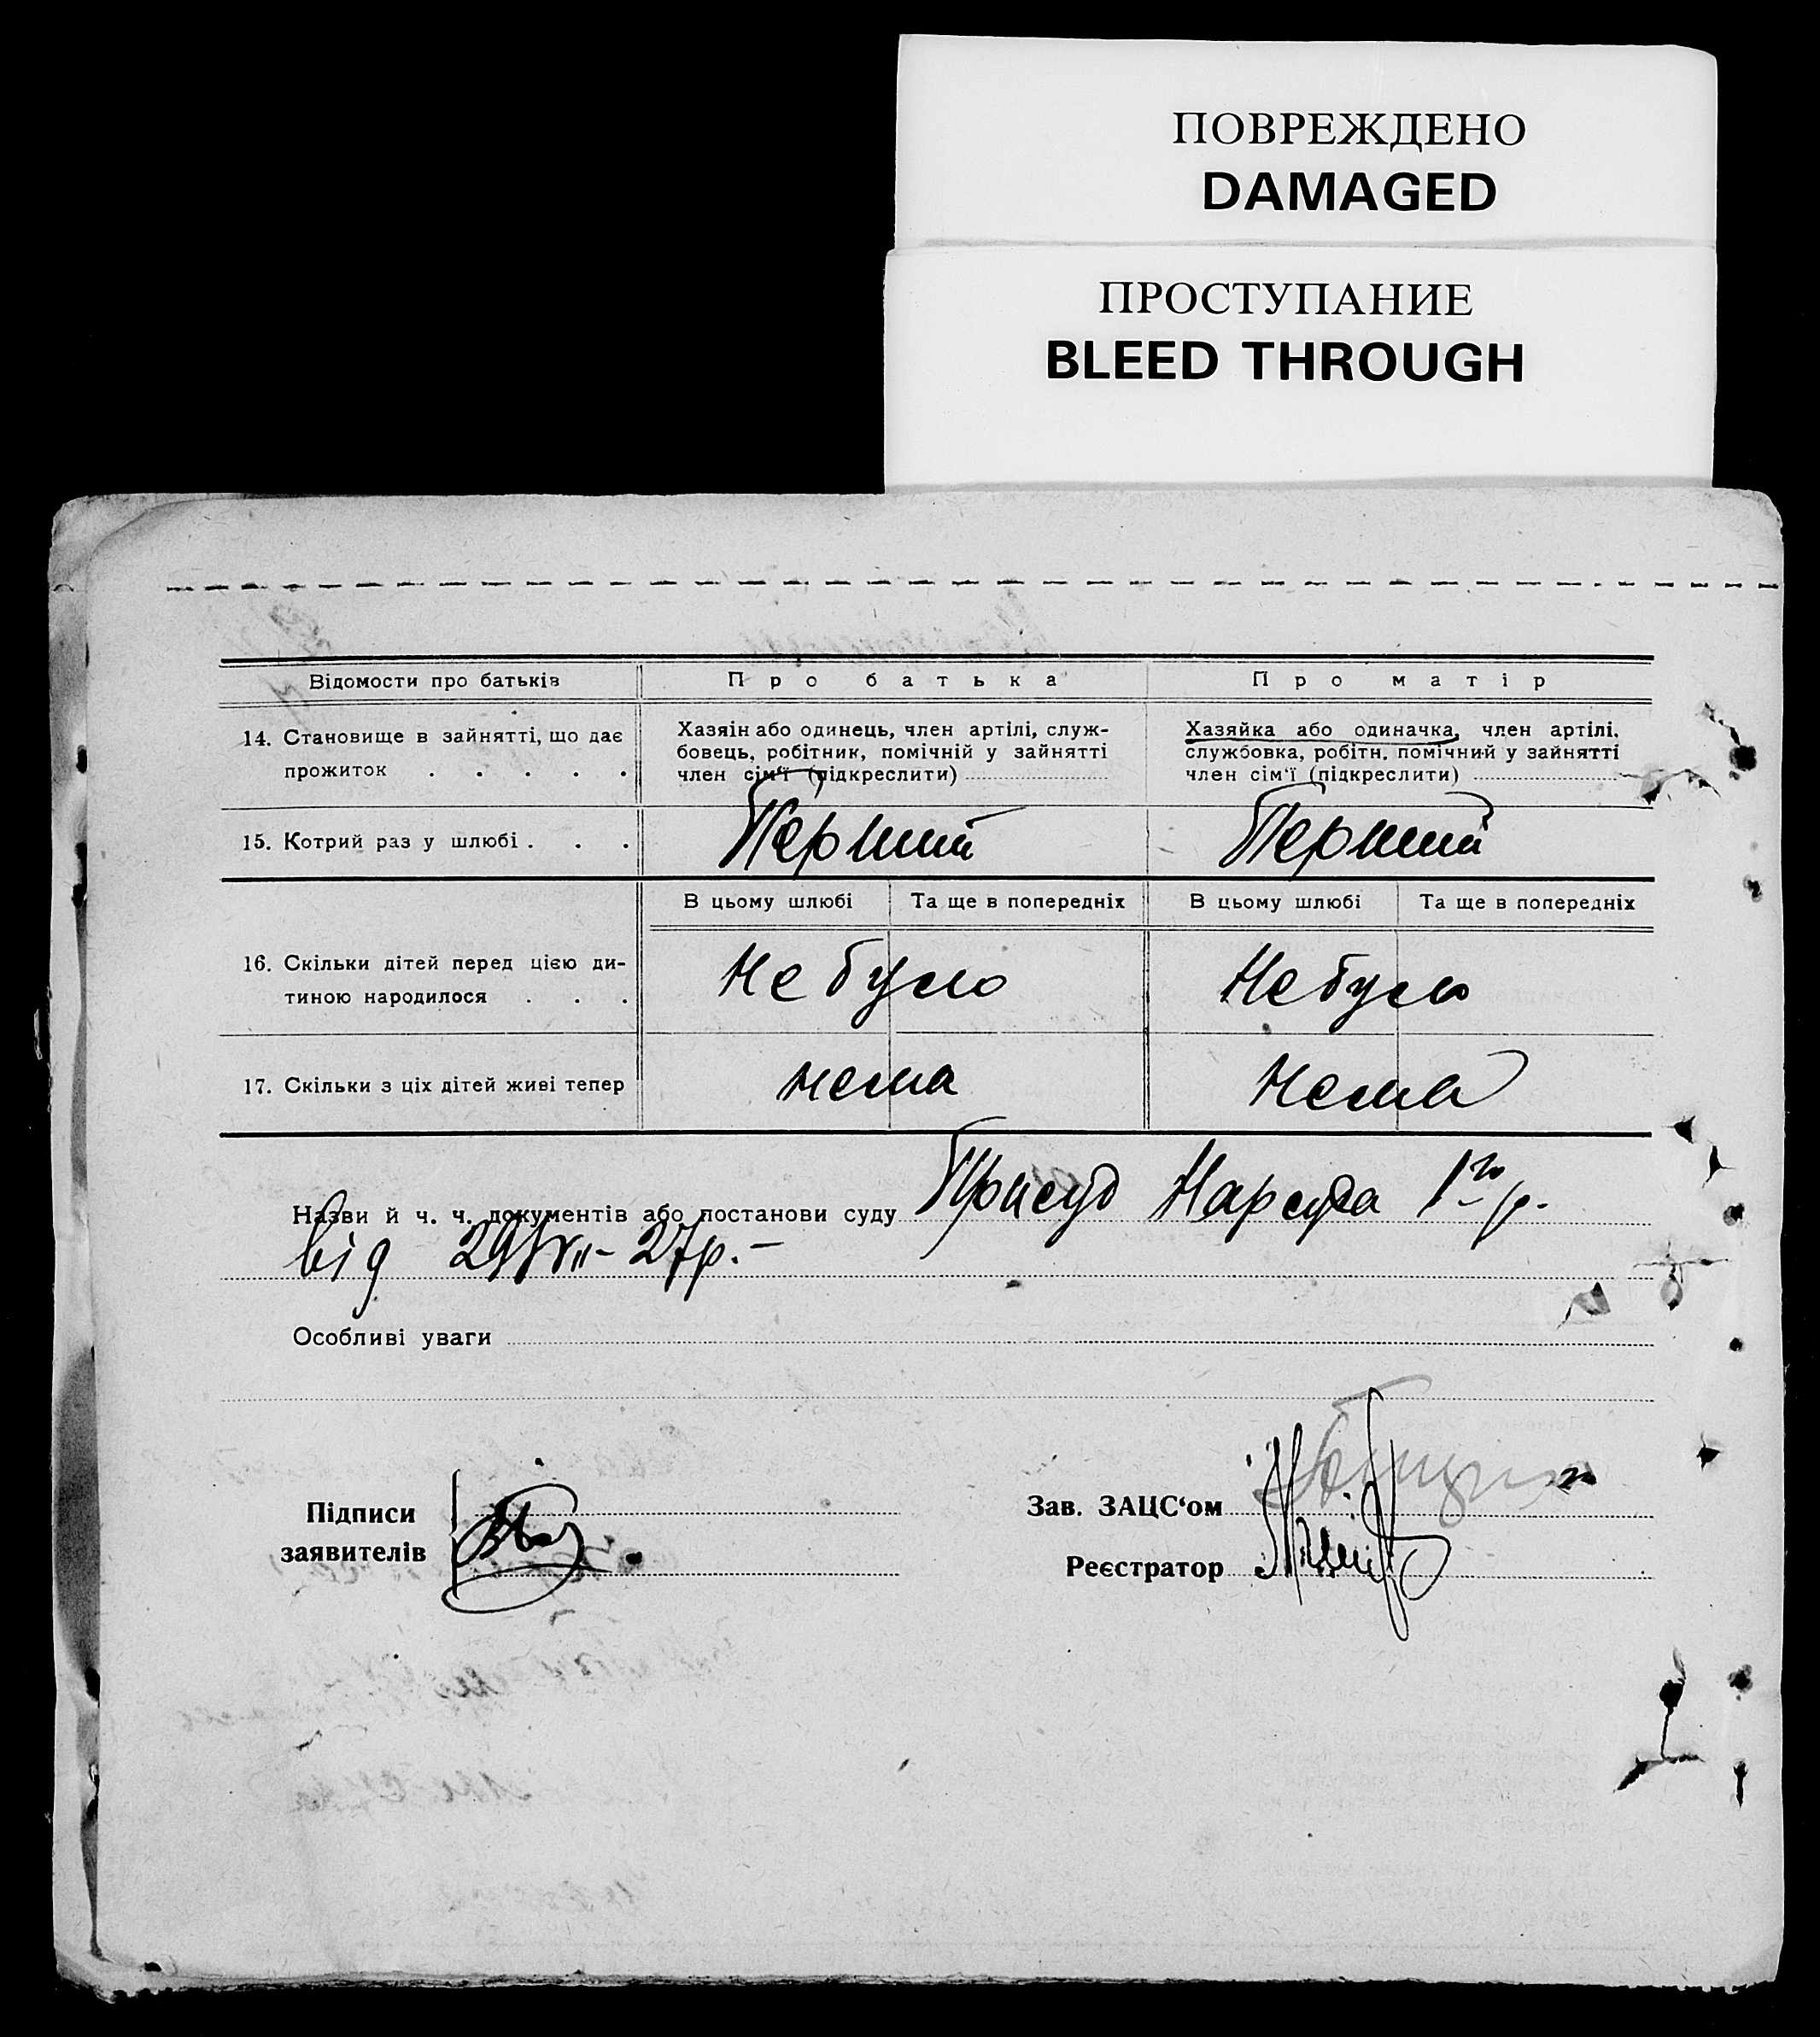 ПОВРЕЖДЕНО
DAMAGED
ПРОСТУПАНИЕ
BLEED THROUGH
Відомости про батьків
Про батька
Про матір
14. Становище в зайнятті, що дає
прожиток . . . . .
Хазяін або одинець, член артілі, служ-
бовець, робітник, помічній у зайнятті
член сім'ї (підкреслити)
Хазяйка або одиначка, член артілі,
службовка, робітн. помічний у зайнятті
член сім'ї (підкреслити)
15. Котрий раз у шлюбі . . .
Перший
Перший
В цьому шлюбі
Та ще в попередніх
В цьому шлюбі
Та ще в попередніх
16. Скільки дітей перед цією ди-
тиною народилося . . .
Не було
Не було
17. Скільки з ціх дітей живі тепер
нема
Нема
Назви й ч. ч. документів або постанови суду Присуд Нарсуда 1го р.
від 27р.-
Особливі уваги
Підписи
заявителів
Зав. ЗАЦС'ом
Реєстратор